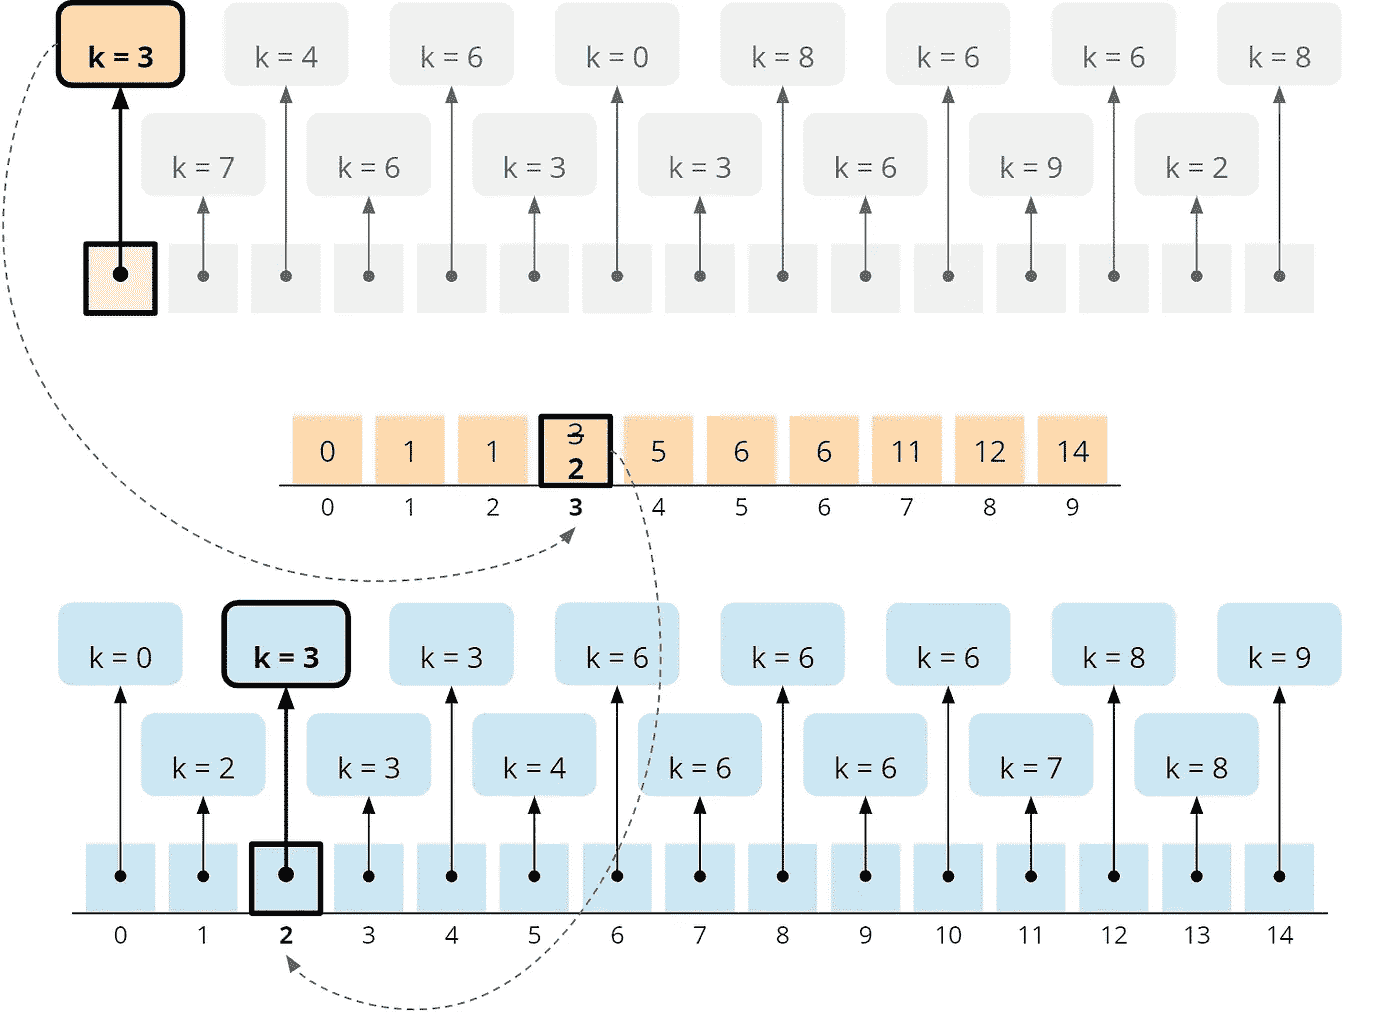 k = 3 k = 4 k = 6 k = 0 k = 8 k = 6 k = 6 k = 8
k = 7 k = 6 k = 3 k = 3 k = 6 k = 9 k = 2
3
0 1 1 2 5 6 6 11 12 14
0 1 2 3 4 5 6 7 8 9
k = 0 k = 3 k = 3 k = 6 k = 6 k = 6 k = 8 k = 9
k = 2 k = 3 k = 4 k = 6 k = 6 k = 7 k = 8
0 1 2 3 4 5 6 7 8 9 10 11 12 13 14